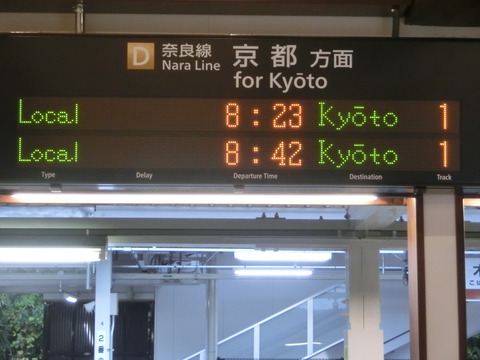 D 奈良線 京都 方面
Nara Line for Kyōto
Local 8:23 Kyōto 1
Local 8:42 Kyōto 1
Type Delay Departure Time Destination Track
2